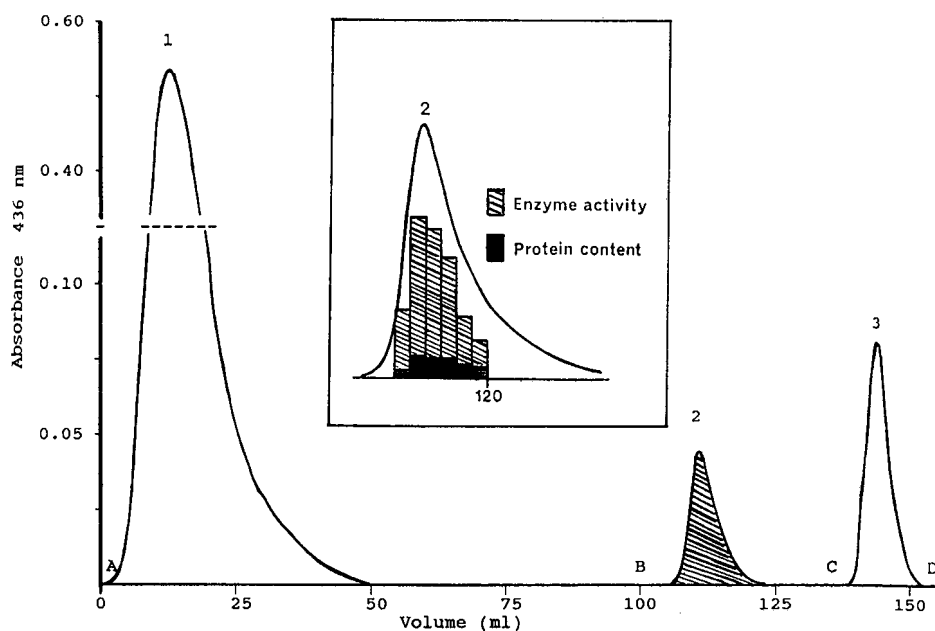 0.60
0.40
0.10
0.05
Absorbance 436 nm
1
2
Enzyme activity
Protein content
120
2
3
A
B
C
D
0
25
50
75
100
125
150
Volume (ml)